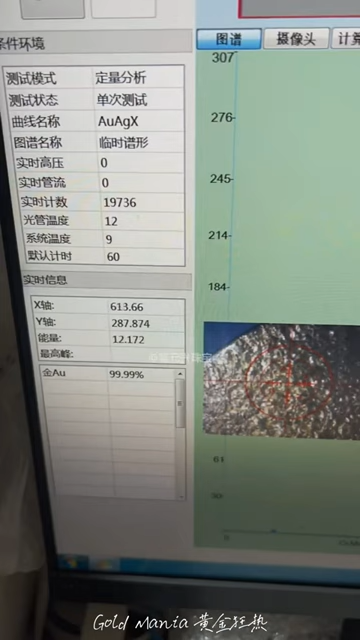 条件环境
图谱
摄像头
计算
测试模式 定量分析
测试状态 单次测试
曲线名称 AuAgX
图谱名称 临时谱形
实时高压 0
实时管流 0
实时计数 19736
光管温度 12
系统温度 9
默认计时 60
实时信息
X轴: 613.66
Y轴: 287.874
能量: 12.172
最高峰:
金Au 99.99%
307
276-
245-
214-
184-
61
30
0
Gold Mania 黄金狂热